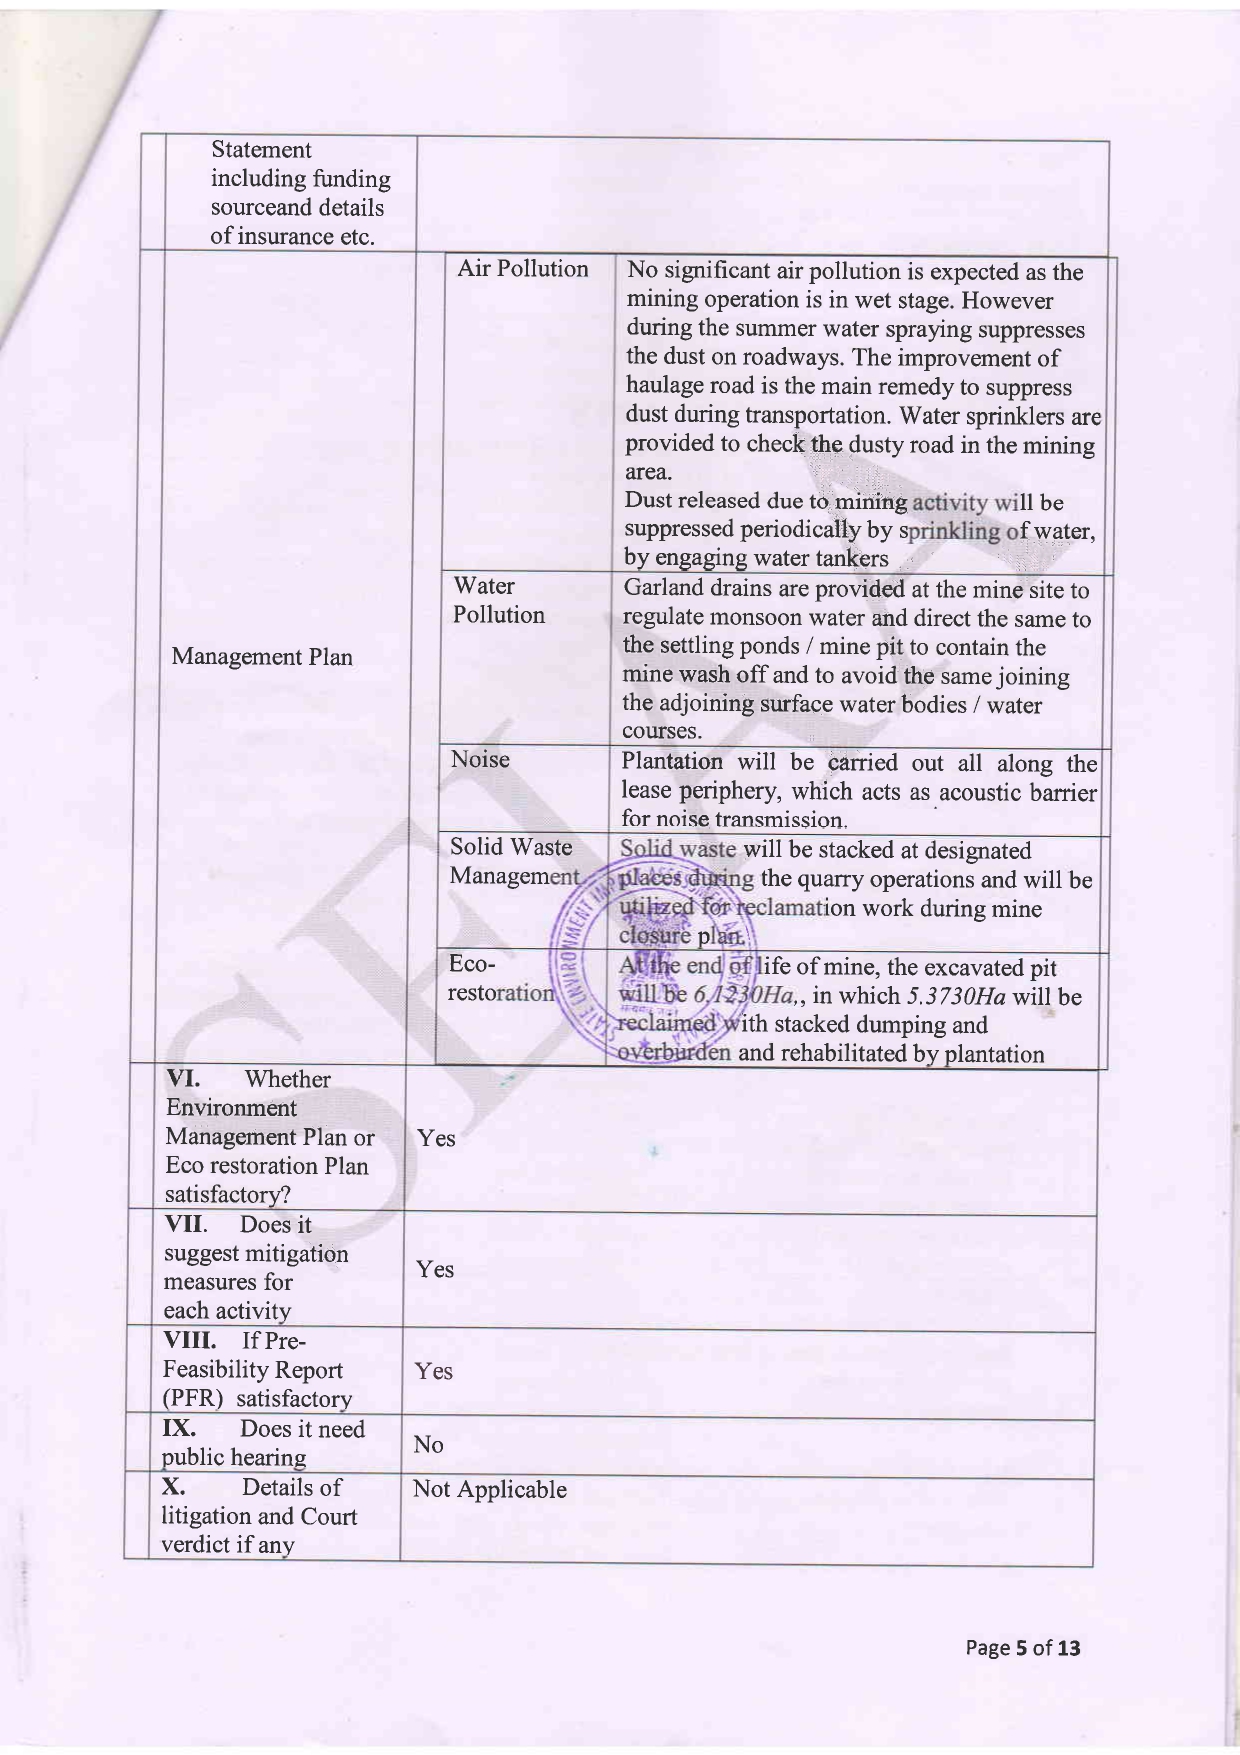 Statement
including funding
sourceand details
of insurance etc.
Management Plan
Air Pollution
No significant air pollution is expected as the
mining operation is in wet stage. However
during the summer water spraying suppresses
the dust on roadways. The improvement of
haulage road is the main remedy to suppress
dust during transportation. Water sprinklers are
provided to check the dusty road in the mining
area.
Dust released due to mining activity will be
suppressed periodically by sprinkling of water,
by engaging water tankers
Water
Pollution
Garland drains are provided at the mine site to
regulate monsoon water and direct the same to
the settling ponds / mine pit to contain the
mine wash off and to avoid the same joining
the adjoining surface water bodies / water
courses.
Noise
Plantation will be carried out all along the
lease periphery, which acts as acoustic barrier
for noise transmission.
Solid Waste
Management
Solid waste will be stacked at designated
places during the quarry operations and will be
utilized for reclamation work during mine
closure plan.
Eco-
restoration
At the end of life of mine, the excavated pit
will be 6.1230Ha,, in which 5.3730Ha will be
reclaimed with stacked dumping and
overburden and rehabilitated by plantation
VI. Whether
Environment
Management Plan or
Eco restoration Plan
satisfactory?
Yes
VII. Does it
suggest mitigation
measures for
each activity
Yes
VIII. If Pre-
Feasibility Report
(PFR) satisfactory
Yes
IX. Does it need
public hearing
No
X. Details of
litigation and Court
verdict if any
Not Applicable
SEIAA
STATE ENVIRONMENT IMPACT ASSESSMENT AUTHORITY
KERALA
Page 5 of 13